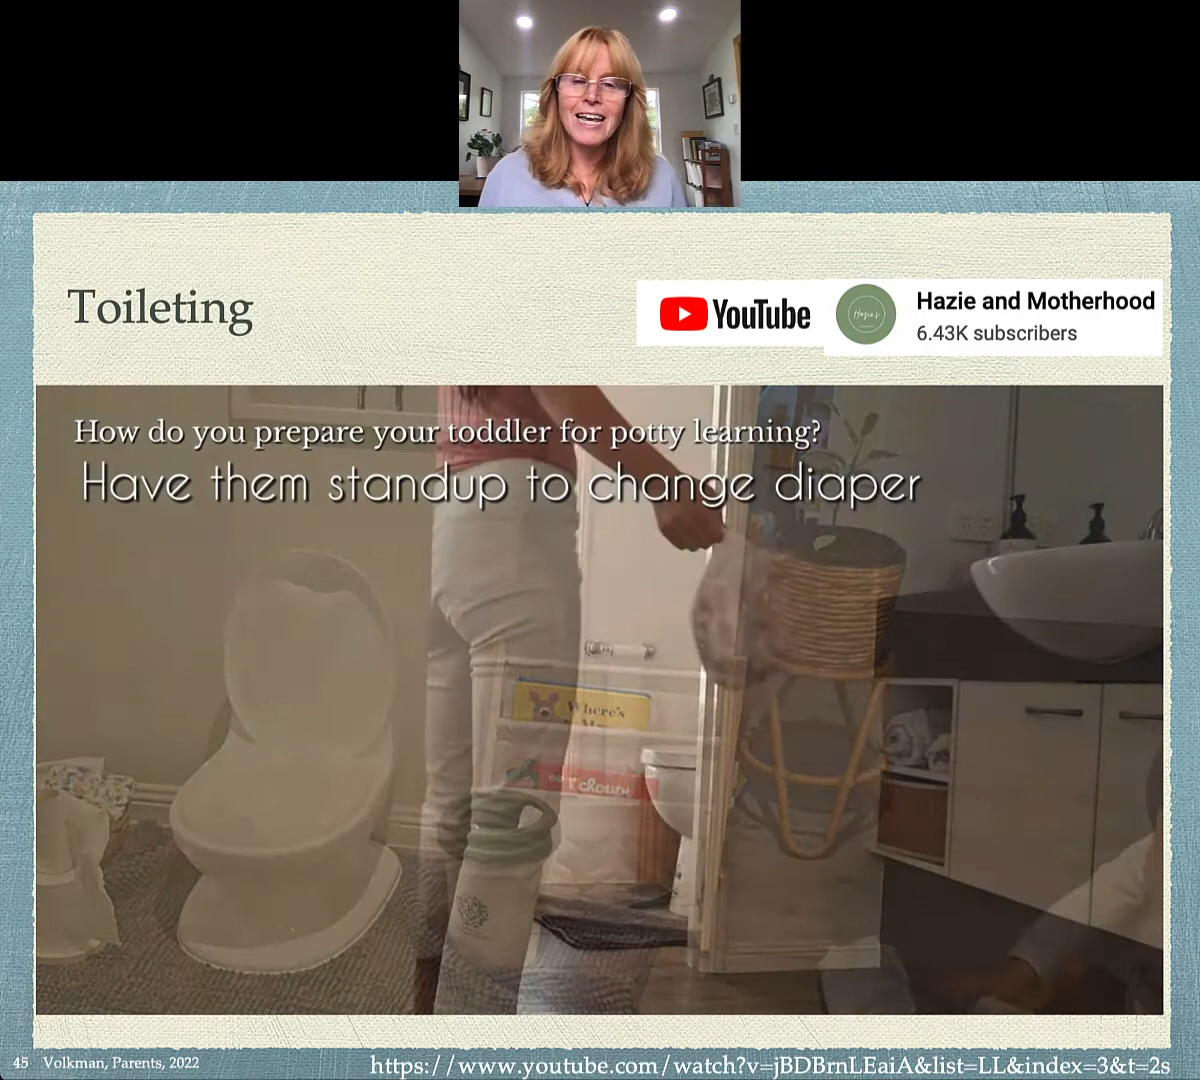 Toileting
YouTube
Hazie's
Hazie and Motherhood
6.43K subscribers
How do you prepare your toddler for potty learning?
Have them standup to change diaper
Where's
45 Volkman, Parents, 2022
https://www.youtube.com/watch?v=jBDBrnLEaiA&list=LL&index=3&t=2s